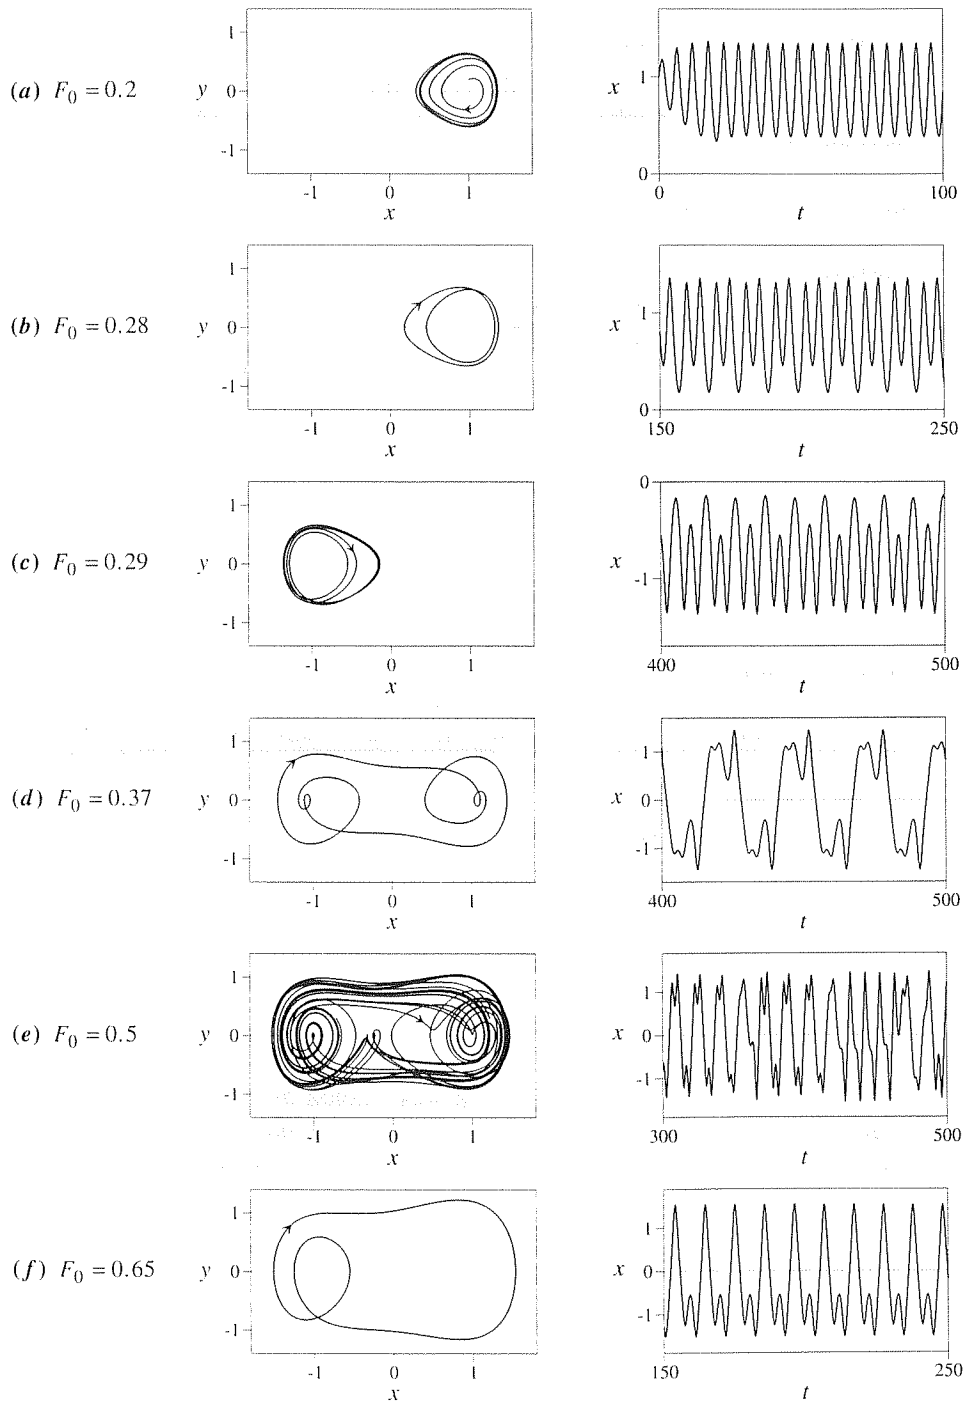 (a) F₀ = 0.2
y
1
0
-1
-1 0 1
x
x
1
0
0 100
t
(b) F₀ = 0.28
y
1
0
-1
-1 0 1
x
x
1
0
150 250
t
(c) F₀ = 0.29
y
1
0
-1
-1 0 1
x
x
0
-1
400 500
t
(d) F₀ = 0.37
y
1
0
-1
-1 0 1
x
x
1
0
-1
400 500
t
(e) F₀ = 0.5
y
1
0
-1
-1 0 1
x
x
1
0
-1
300 500
t
(f) F₀ = 0.65
y
1
0
-1
-1 0 1
x
x
1
0
-1
150 250
t